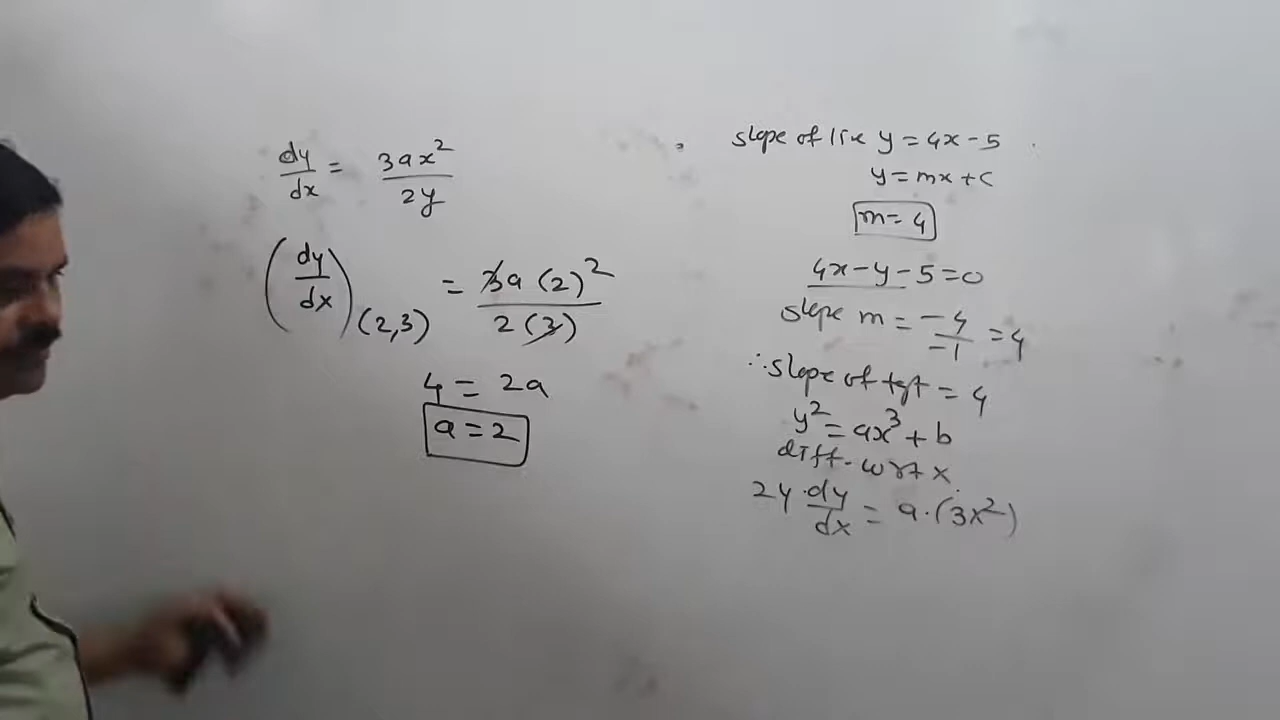 slope of line y = 4x - 5
y = mx + c
m = 4
4x - y - 5 = 0
slope m = -4/-1 = 4
∴ slope of tgt = 4
y² = ax³ + b
diff. w r t x
2y · dy/dx = a · (3x²)
dy/dx = 3ax²/2y
(dy/dx)(2,3) = 3a(2)²/2(3)
4 = 2a
a = 2